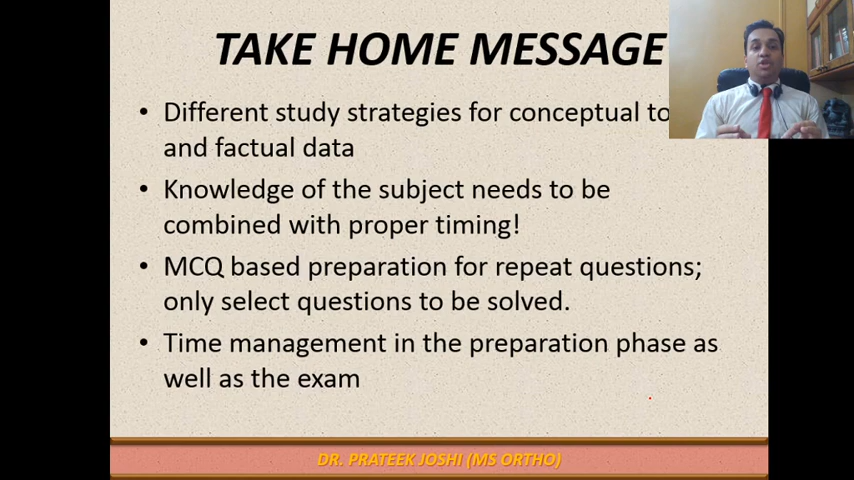 TAKE HOME MESSAGE
• Different study strategies for conceptual
and factual data
• Knowledge of the subject needs to be
combined with proper timing!
• MCQ based preparation for repeat questions;
only select questions to be solved.
• Time management in the preparation phase as
well as the exam
DR. PRATEEK JOSHI (MS ORTHO)